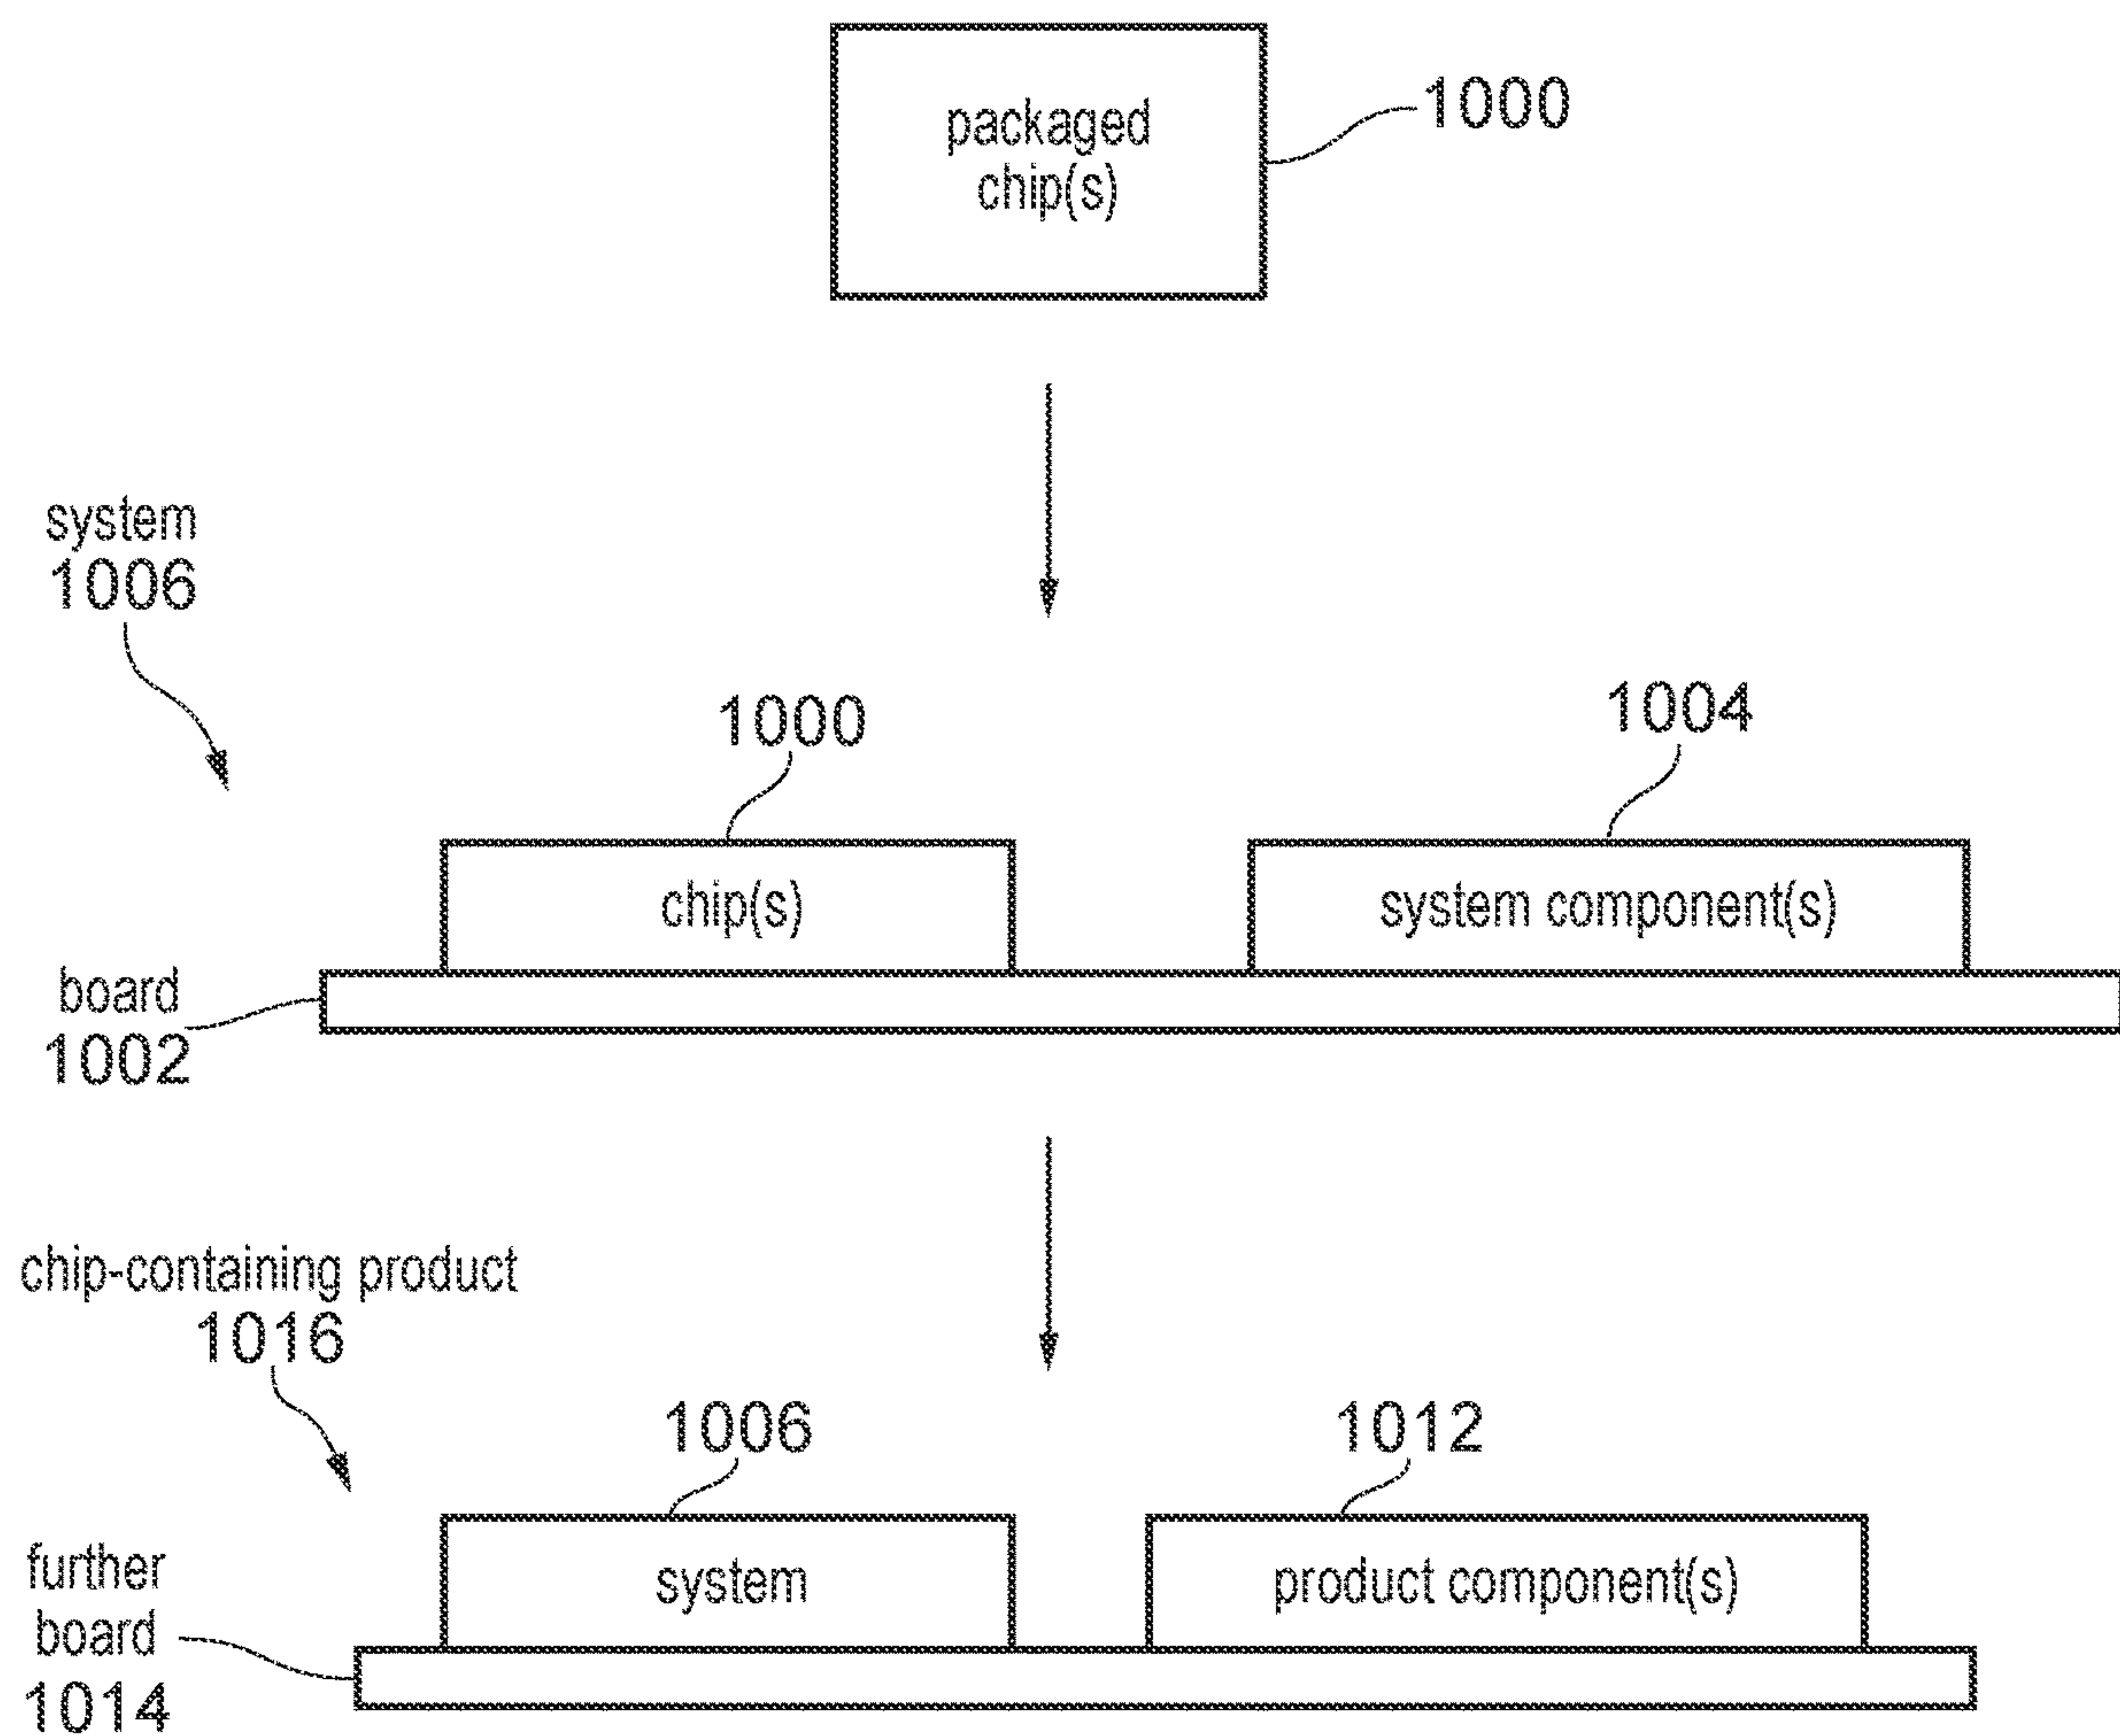 packaged
chip(s)
1000
system
1006
1000
1004
chip(s)
system component(s)
board
1002
chip-containing product
1016
1006
1012
system
product component(s)
further
board
1014